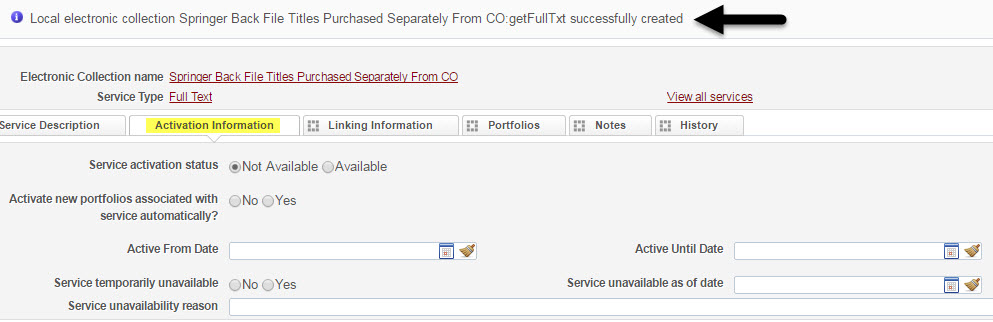 Local electronic collection Springer Back File Titles Purchased Separately From CO:getFullTxt successfully created
Electronic Collection name Springer Back File Titles Purchased Separately From CO
Service Type Full Text View all services
Service Description Activation Information Linking Information Portfolios Notes History
Service activation status Not Available Available
Activate new portfolios associated with
service automatically? No Yes
Active From Date Active Until Date
Service temporarily unavailable No Yes Service unavailable as of date
Service unavailability reason